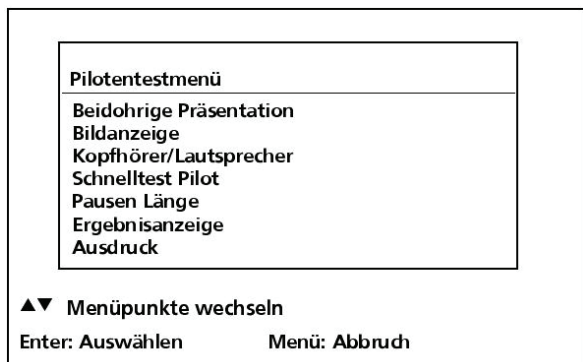 Pilotentestmenü
Beidohrige Präsentation
Bildanzeige
Kopfhörer/Lautsprecher
Schnelltest Pilot
Pausen Länge
Ergebnisanzeige
Ausdruck
▲▼ Menüpunkte wechseln
Enter: Auswählen Menü: Abbruch